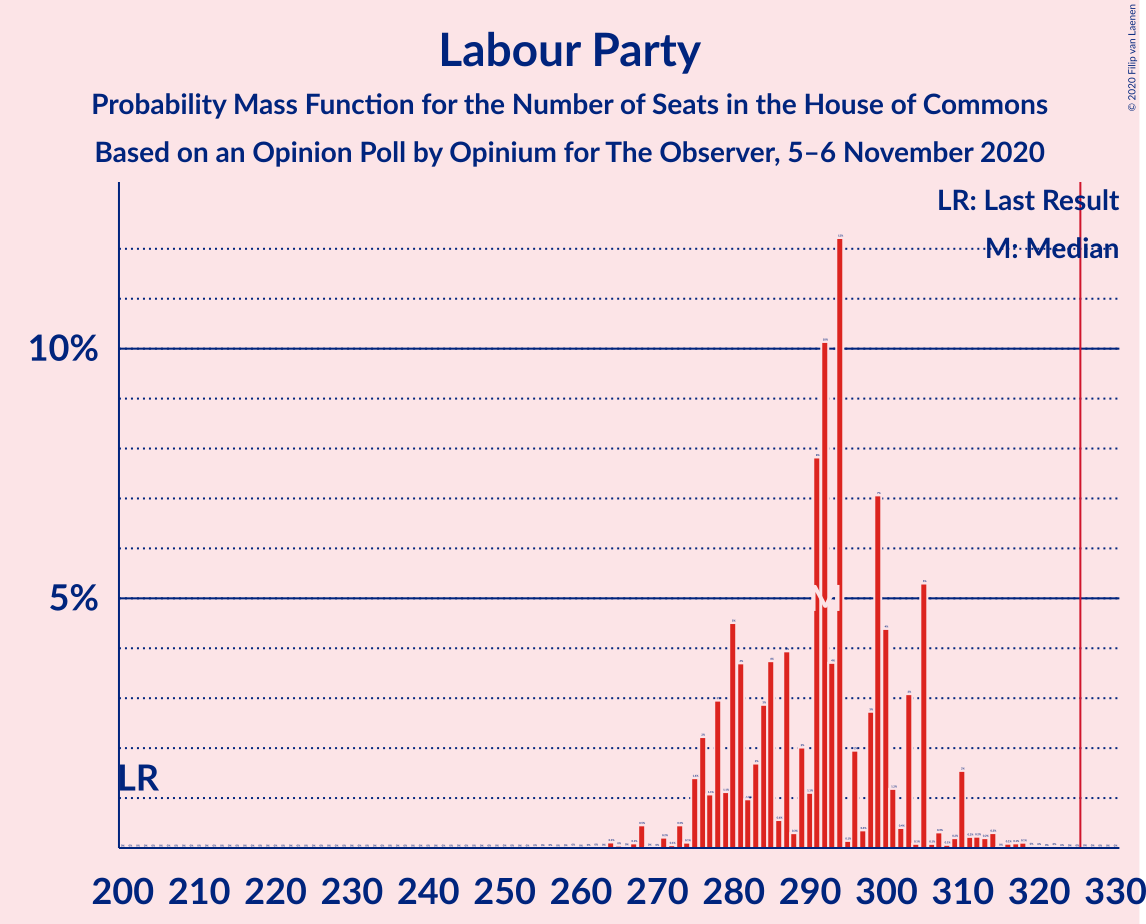 Labour Party
Probability Mass Function for the Number of Seats in the House of Commons
Based on an Opinion Poll by Opinium for The Observer, 5–6 November 2020
© 2020 Filip van Laenen
LR: Last Result
M: Median
10%
5%
M
LR
200 210 220 230 240 250 260 270 280 290 300 310 320 330